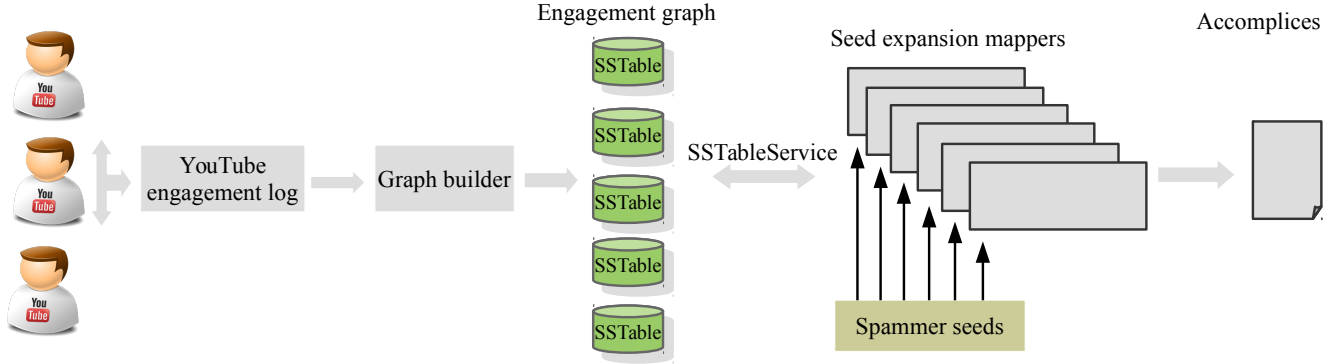 Engagement graph
Accomplices
Seed expansion mappers
You
Tube
You
Tube
You
Tube
YouTube
engagement log
Graph builder
SSTable
SSTable
SSTable
SSTable
SSTable
SSTableService
Spammer seeds